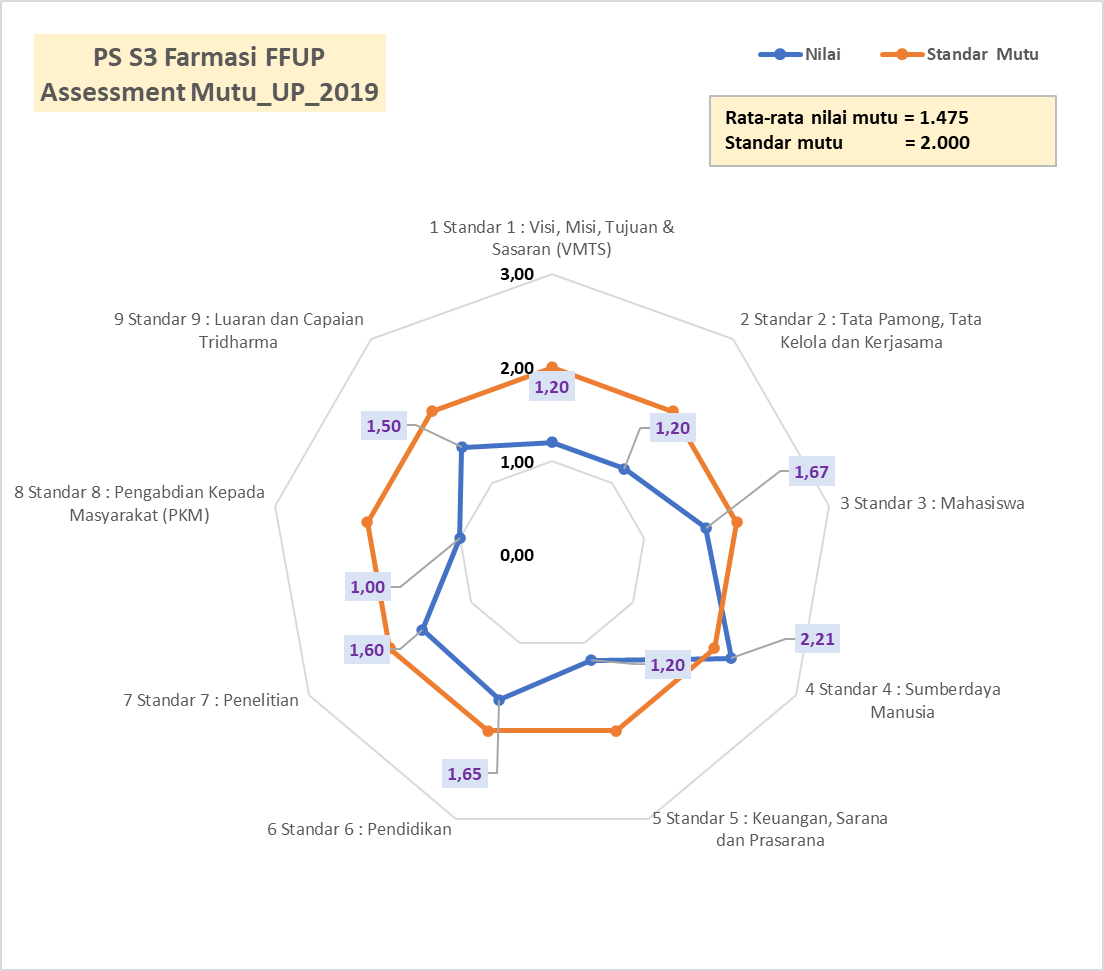 PS S3 Farmasi FFUP
Assessment Mutu_UP_2019
Nilai
Standar Mutu
Rata-rata nilai mutu = 1.475
Standar mutu = 2.000
1 Standar 1 : Visi, Misi, Tujuan &
Sasaran (VMTS)
3,00
9 Standar 9 : Luaran dan Capaian
Tridharma
2 Standar 2 : Tata Pamong, Tata
Kelola dan Kerjasama
2,00
1,20
1,50
1,20
1,00
1,67
8 Standar 8 : Pengabdian Kepada
Masyarakat (PKM)
3 Standar 3 : Mahasiswa
0,00
1,00
1,60
2,21
1,20
7 Standar 7 : Penelitian
4 Standar 4 : Sumberdaya
Manusia
1,65
6 Standar 6 : Pendidikan
5 Standar 5 : Keuangan, Sarana
dan Prasarana